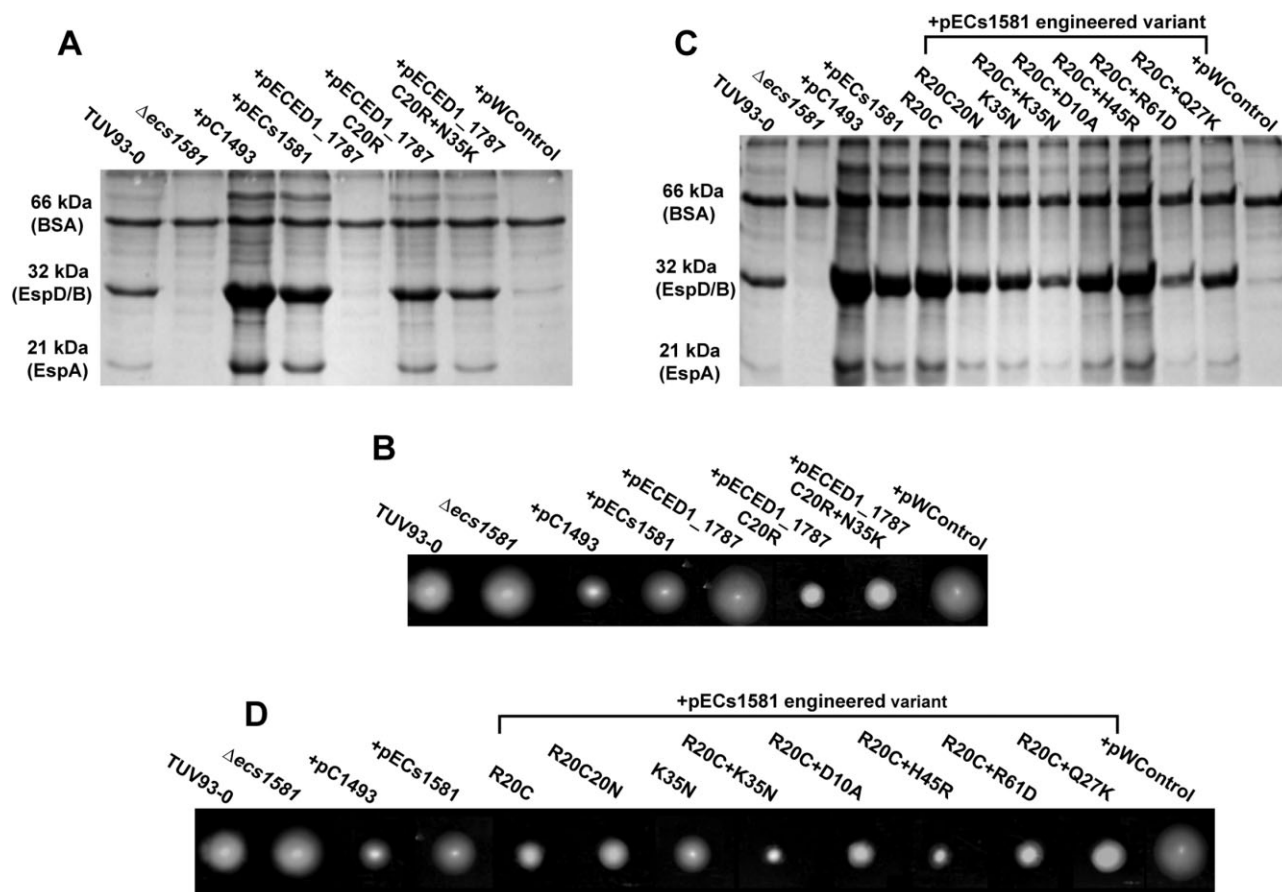 A
TUV93-0
Δecs1581
+pC1493
+pECs1581
+pECED1_1787
+pECED1_1787
C20R
+pECED1_1787
C20R+N35K
+pWControl
66 kDa
(BSA)
32 kDa
(EspD/B)
21 kDa
(EspA)
C
+pECs1581 engineered variant
TUV93-0
Δecs1581
+pC1493
+pECs1581
R20C
R20C20N
K35N
R20C+K35N
R20C+D10A
R20C+H45R
R20C+R61D
R20C+Q27K
+pWControl
66 kDa
(BSA)
32 kDa
(EspD/B)
21 kDa
(EspA)
B
TUV93-0
Δecs1581
+pC1493
+pECs1581
+pECED1_1787
+pECED1_1787
C20R
+pECED1_1787
C20R+N35K
+pWControl
D
+pECs1581 engineered variant
TUV93-0
Δecs1581
+pC1493
+pECs1581
R20C
R20C20N
K35N
R20C+K35N
R20C+D10A
R20C+H45R
R20C+R61D
R20C+Q27K
+pWControl